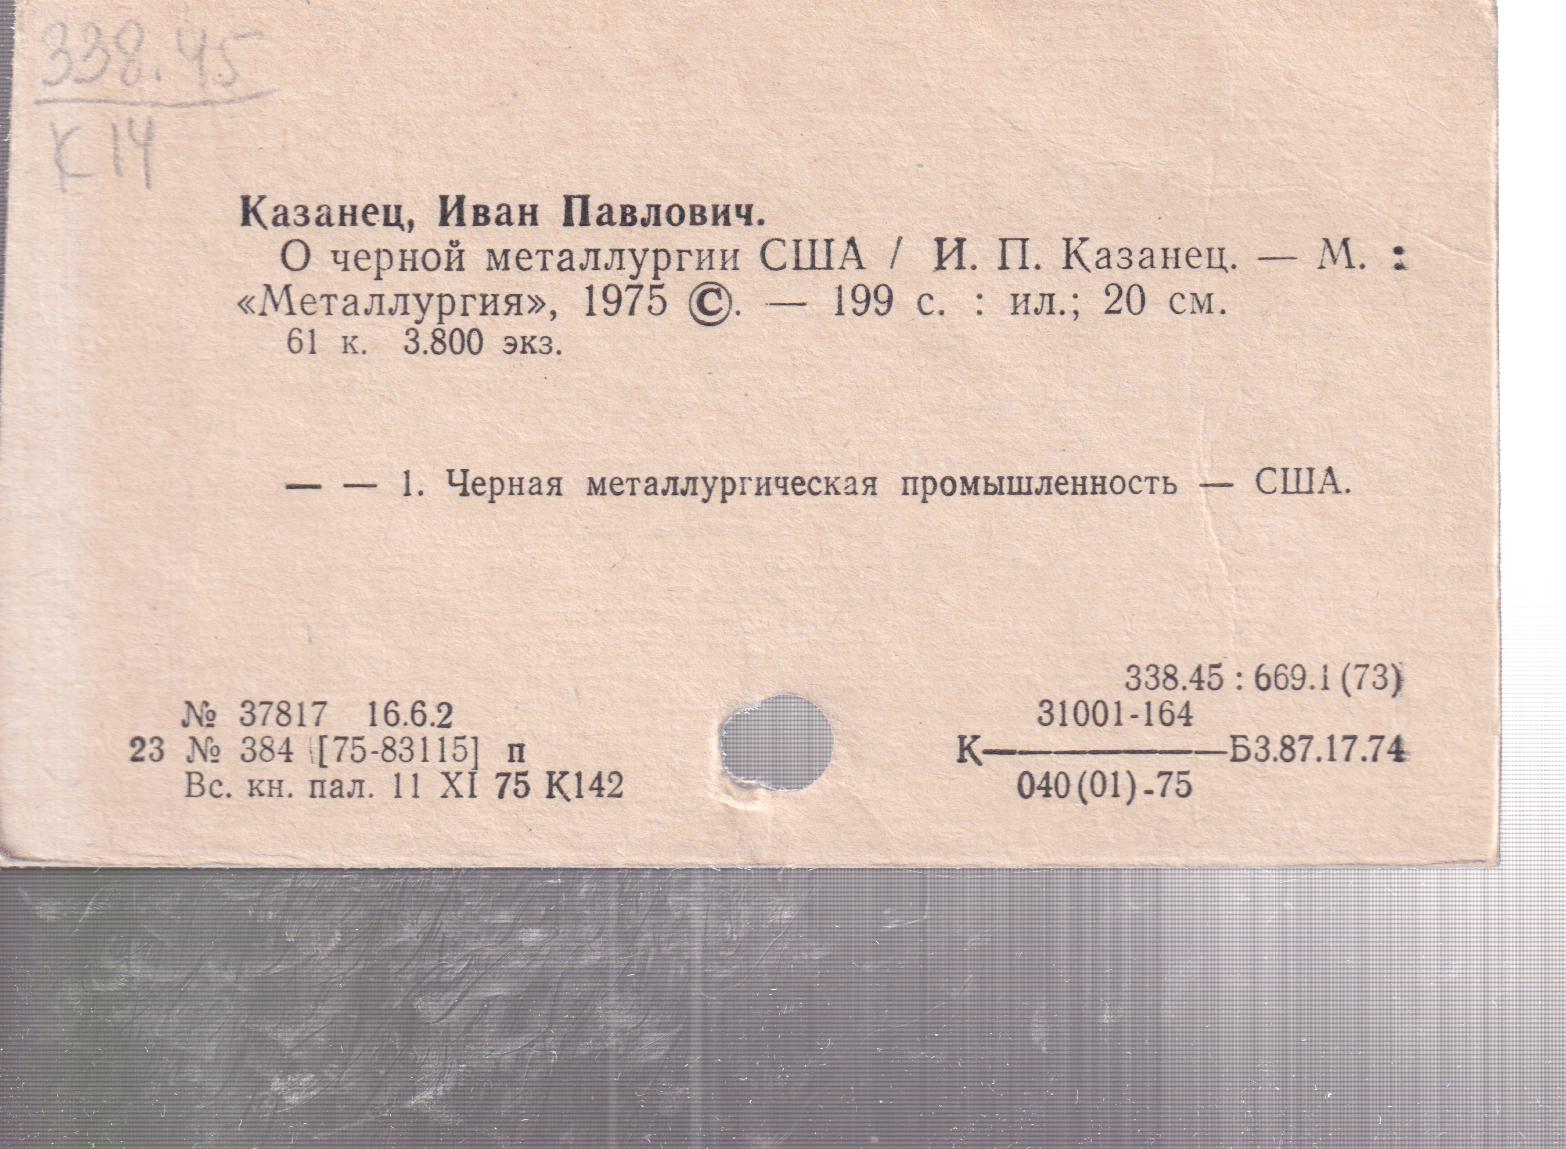 338.45
К 14
Казанец, Иван Павлович.
О черной металлургии США / И. П. Казанец. — М. :
«Металлургия», 1975 ©. — 199 с. : ил.; 20 см.
61 к. 3.800 экз.
— — 1. Черная металлургическая промышленность — США.
338.45 : 669.1 (73)
№ 37817 16.6.2
23 № 384 [75-83115] п
Вс. кн. пал. 11 XI 75 К142
31001-164
К————Б3.87.17.74
040(01)-75